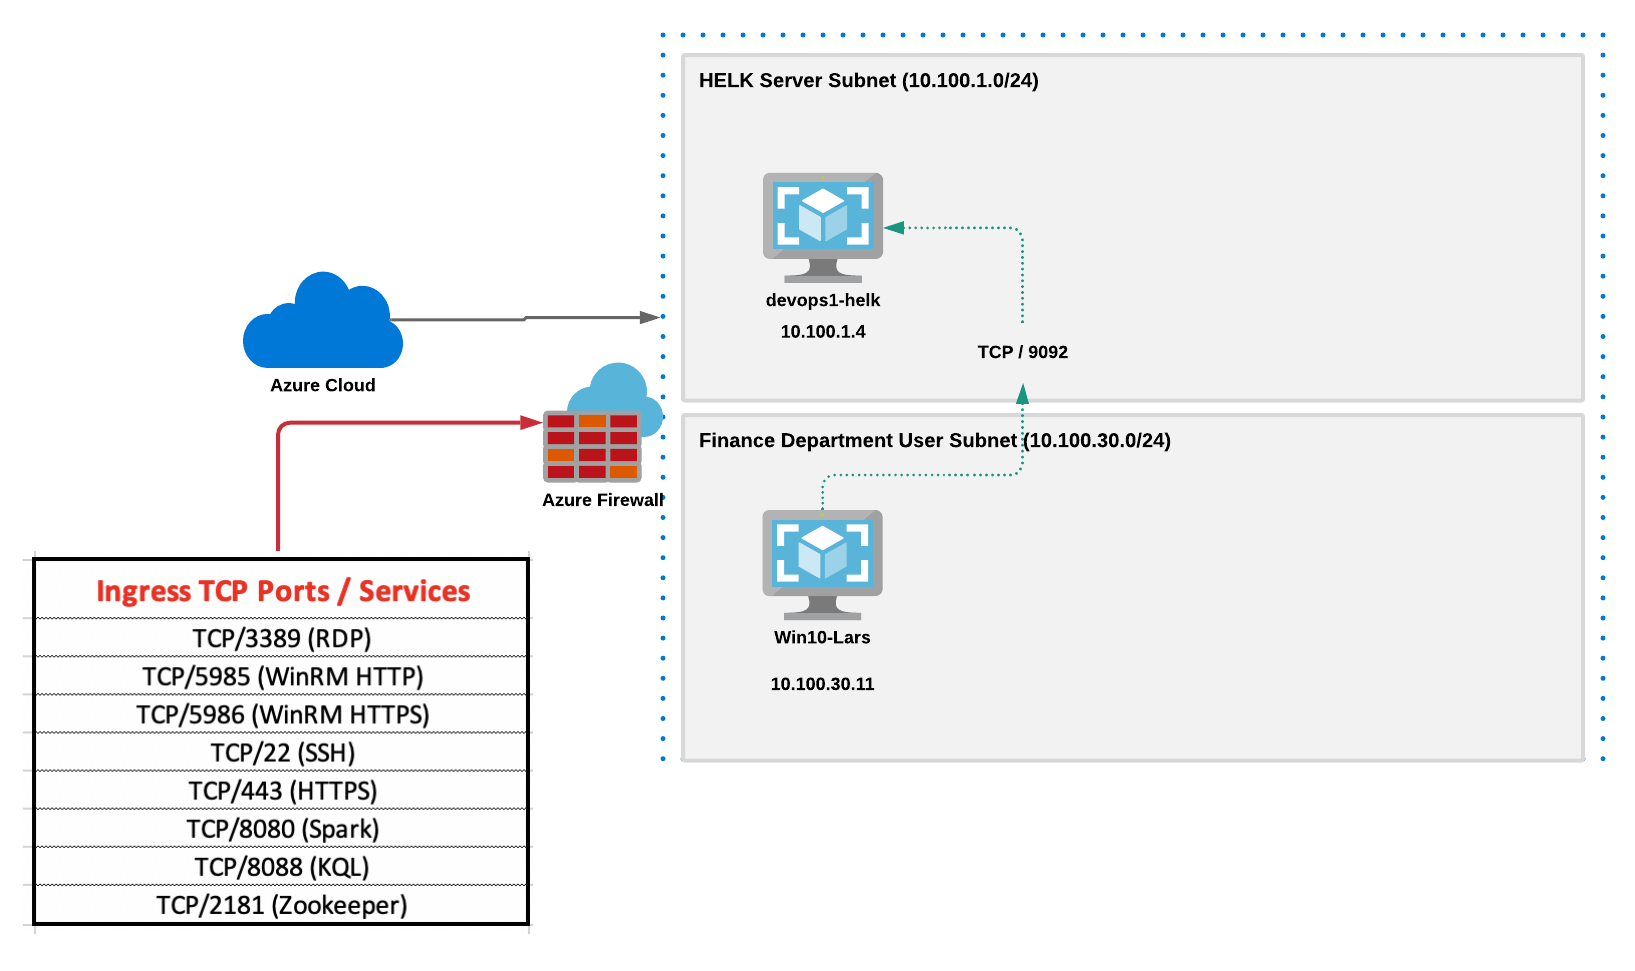 HELK Server Subnet (10.100.1.0/24)
devops1-helk
10.100.1.4
TCP / 9092
Azure Cloud
Azure Firewall
Finance Department User Subnet (10.100.30.0/24)
Win10-Lars
10.100.30.11
Ingress TCP Ports / Services
TCP/3389 (RDP)
TCP/5985 (WinRM HTTP)
TCP/5986 (WinRM HTTPS)
TCP/22 (SSH)
TCP/443 (HTTPS)
TCP/8080 (Spark)
TCP/8088 (KQL)
TCP/2181 (Zookeeper)